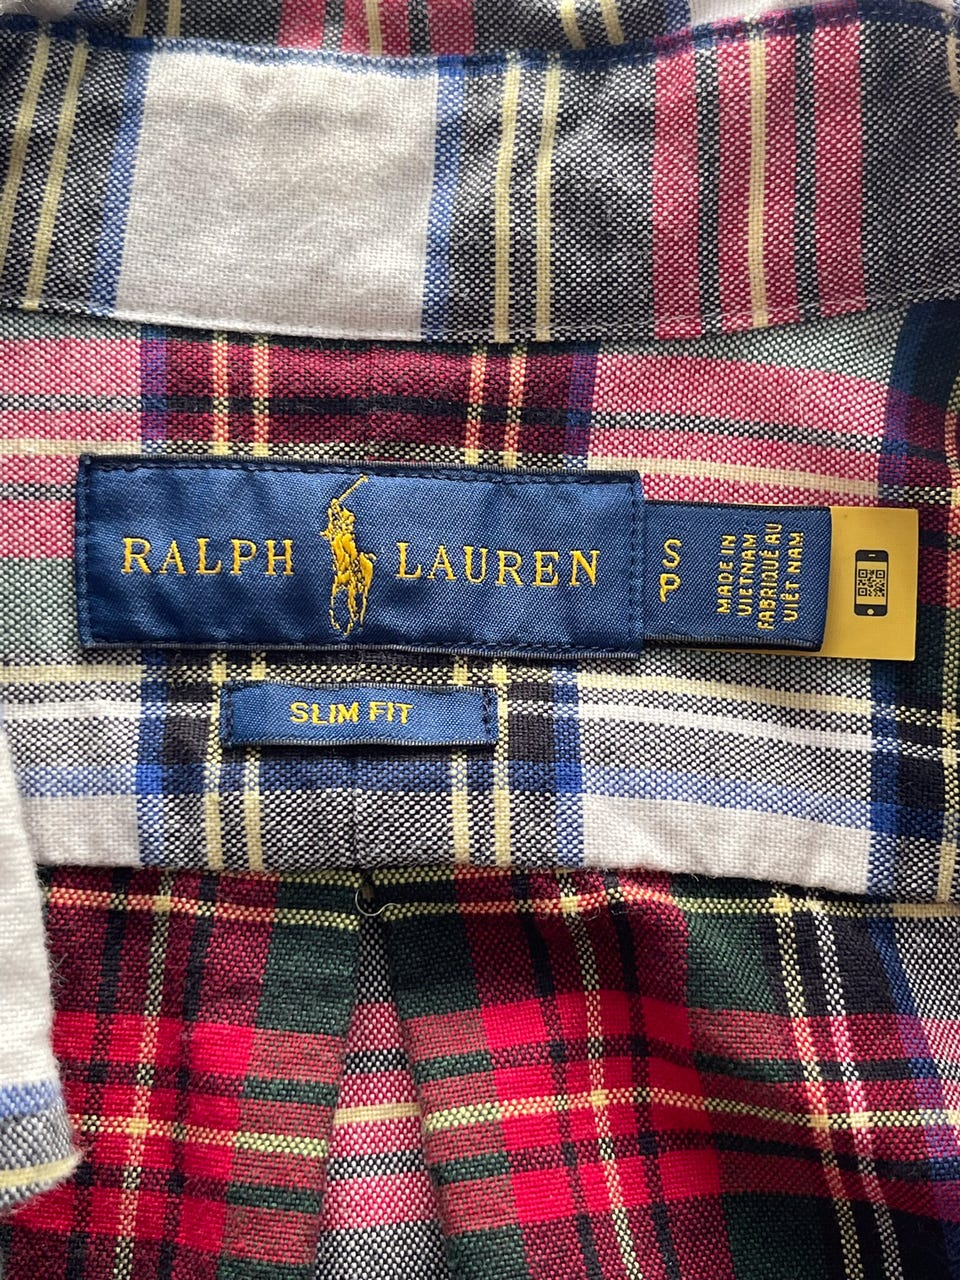 RALPH LAUREN
S
P
MADE IN
VIETNAM
FABRIQUÉ AU
VIÊT NAM
SLIM FIT